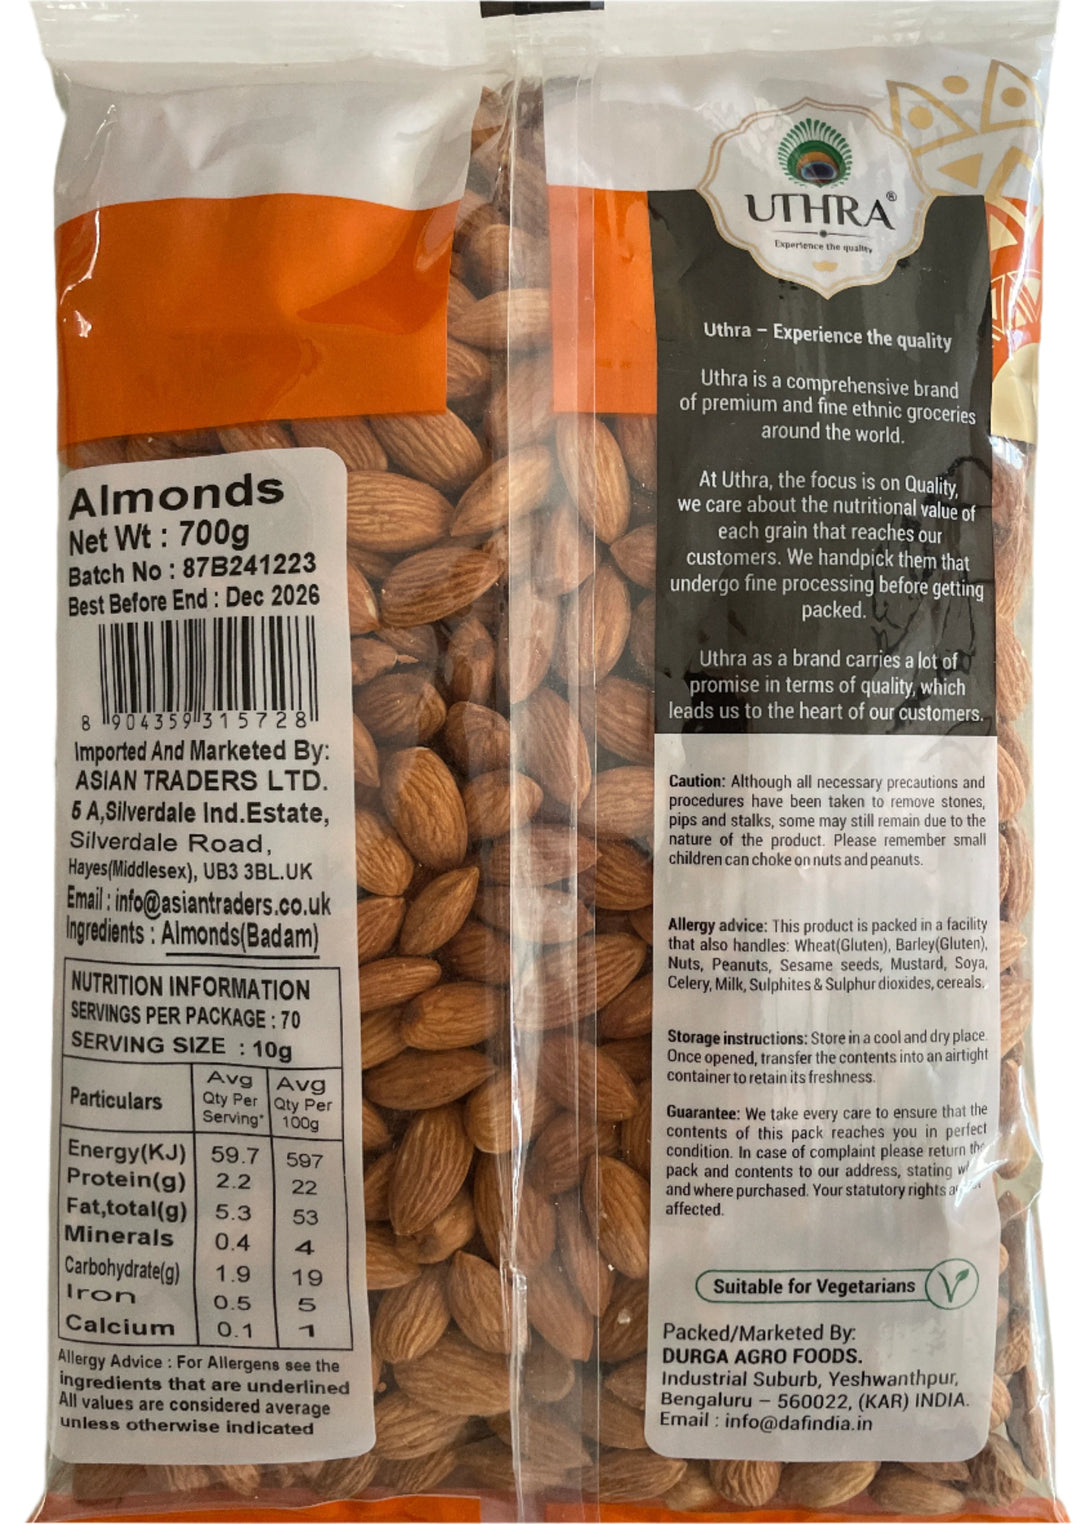 Almonds
Net Wt : 700g
Batch No : 87B241223
Best Before End : Dec 2026
8 904359 315728
Imported And Marketed By:
ASIAN TRADERS LTD.
5 A,Silverdale Ind.Estate,
Silverdale Road,
Hayes(Middlesex), UB3 3BL.UK
Email : info@asiantraders.co.uk
Ingredients : Almonds(Badam)
NUTRITION INFORMATION
SERVINGS PER PACKAGE : 70
SERVING SIZE : 10g
Particulars Avg Qty Per Serving* Avg Qty Per 100g
Energy(KJ) 59.7 597
Protein(g) 2.2 22
Fat,total(g) 5.3 53
Minerals 0.4 4
Carbohydrate(g) 1.9 19
Iron 0.5 5
Calcium 0.1 1
Allergy Advice : For Allergens see the
ingredients that are underlined
All values are considered average
unless otherwise indicated
UTHRA®
Experience the quality
Uthra – Experience the quality
Uthra is a comprehensive brand
of premium and fine ethnic groceries
around the world.
At Uthra, the focus is on Quality,
we care about the nutritional value of
each grain that reaches our
customers. We handpick them that
undergo fine processing before getting
packed.
Uthra as a brand carries a lot of
promise in terms of quality, which
leads us to the heart of our customers.
Caution: Although all necessary precautions and
procedures have been taken to remove stones,
pips and stalks, some may still remain due to the
nature of the product. Please remember small
children can choke on nuts and peanuts.
Allergy advice: This product is packed in a facility
that also handles: Wheat(Gluten), Barley(Gluten),
Nuts, Peanuts, Sesame seeds, Mustard, Soya,
Celery, Milk, Sulphites & Sulphur dioxides, cereals.
Storage instructions: Store in a cool and dry place.
Once opened, transfer the contents into an airtight
container to retain its freshness.
Guarantee: We take every care to ensure that the
contents of this pack reaches you in perfect
condition. In case of complaint please return the
pack and contents to our address, stating
and where purchased. Your statutory rights
affected.
Suitable for Vegetarians
Packed/Marketed By:
DURGA AGRO FOODS.
Industrial Suburb, Yeshwanthpur,
Bengaluru – 560022, (KAR) INDIA.
Email : info@dafindia.in